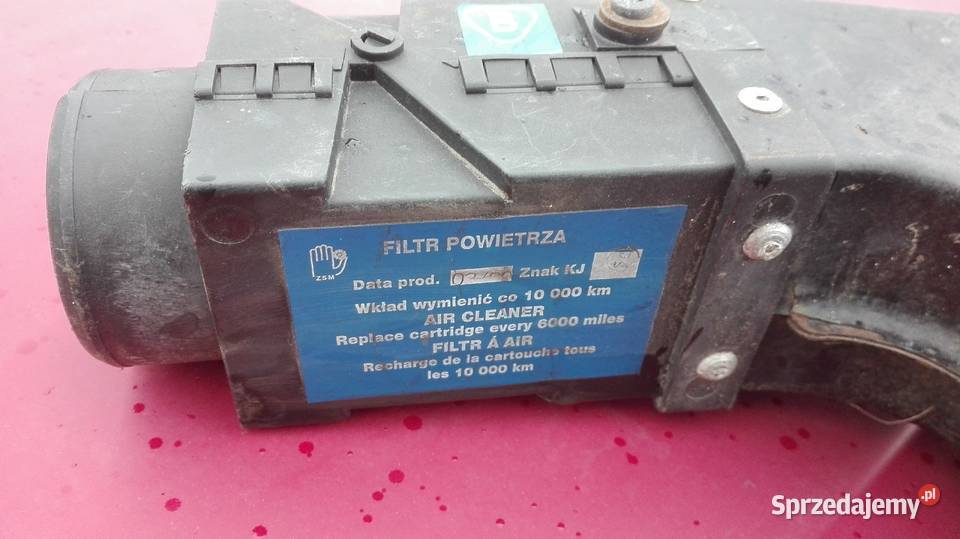 B
FILTR POWIETRZA
ZSM
Data prod. Znak KJ
Wkład wymienić co 10 000 km
AIR CLEANER
Replace cartridge every 6000 miles
FILTR Á AIR
Recharge de la cartouche tous
les 10 000 km
Sprzedajemy.pl